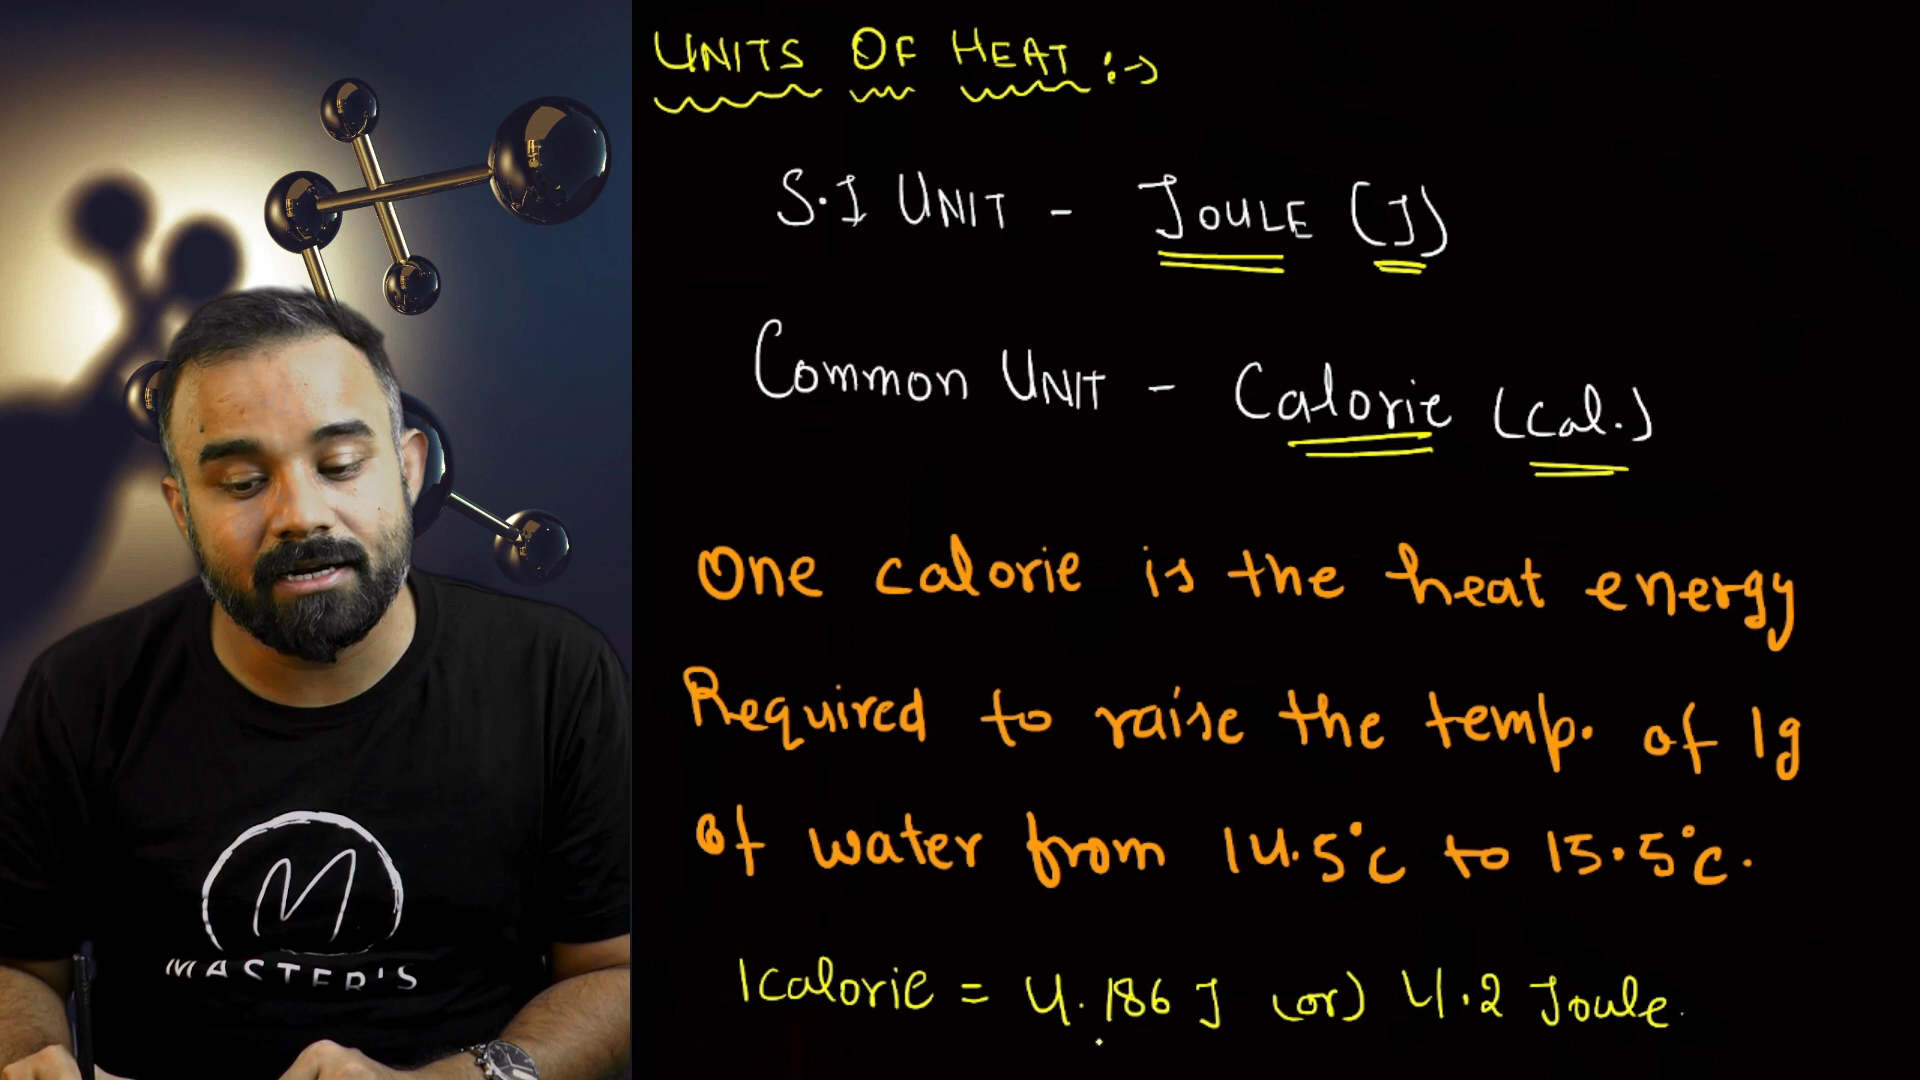 UNITS OF HEAT :→
S.I UNIT - JOULE (J)
Common UNIT - Calorie (Cal.)
One calorie is the heat energy
Required to raise the temp. of 1g
of water from 14.5°c to 15.5°c.
1calorie = 4.186 J (or) 4.2 Joule.
M
MASTER'S